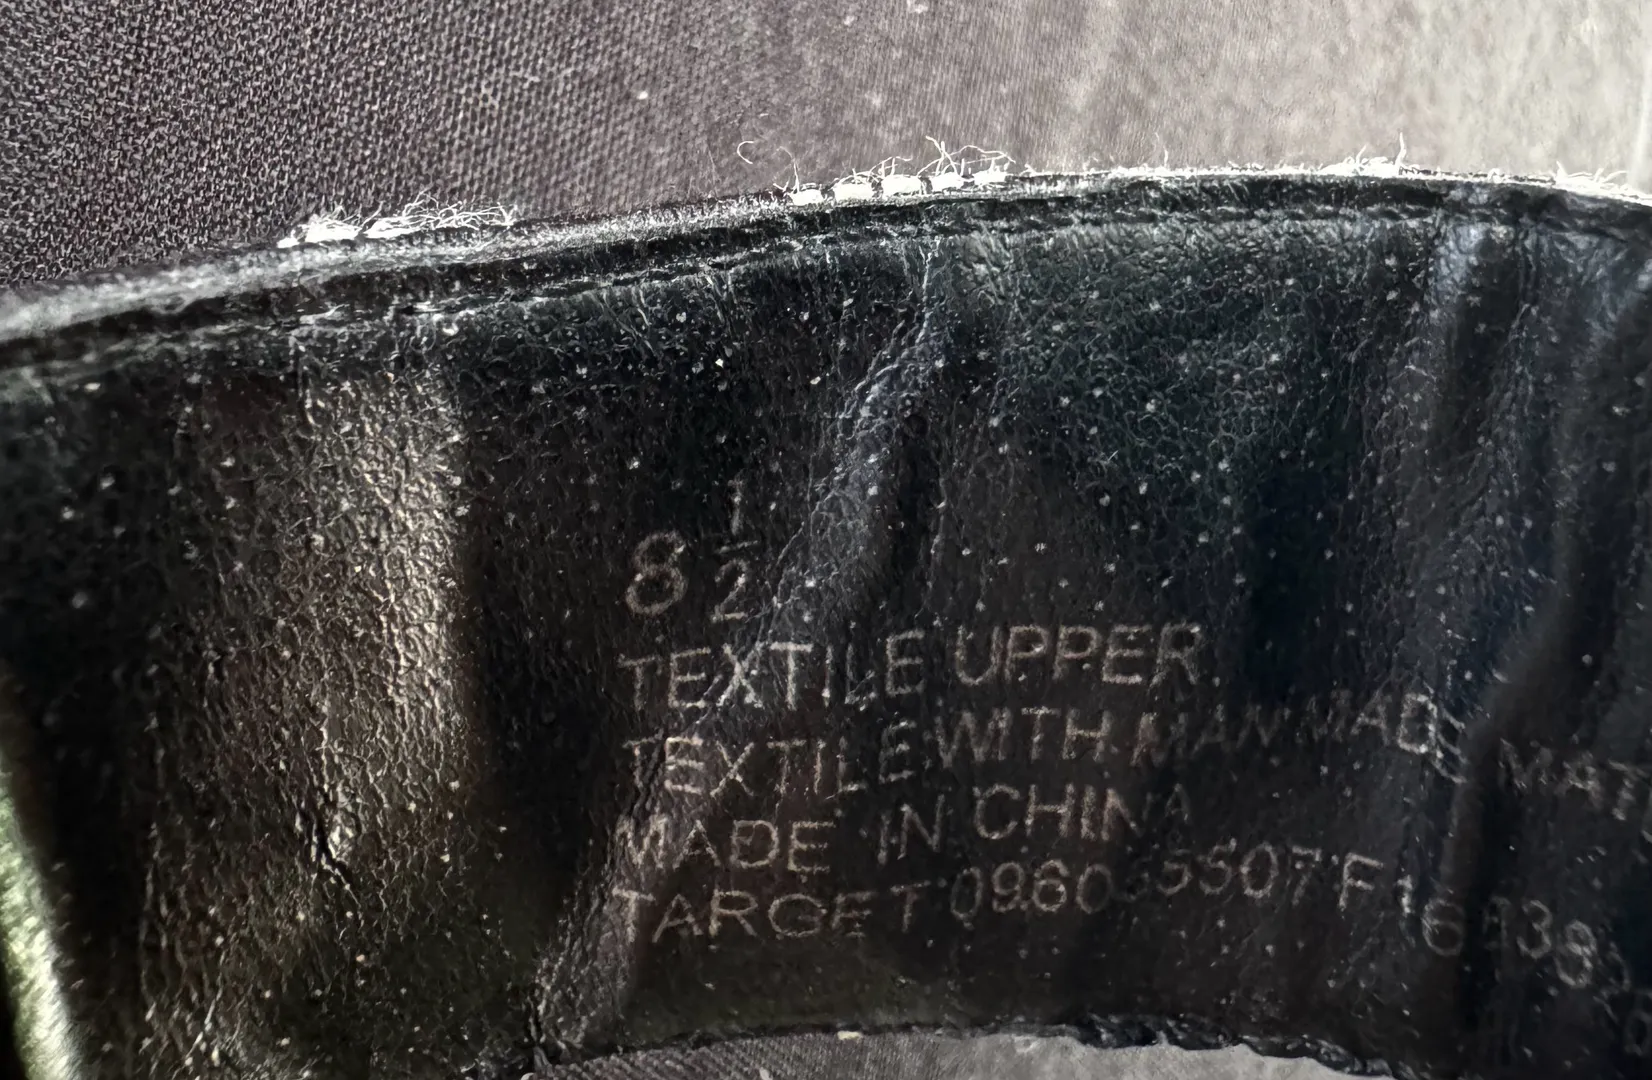 8 1/2
TEXTILE UPPER
TEXTILE WITH MAN MADE MAT
MADE IN CHINA
TARGET